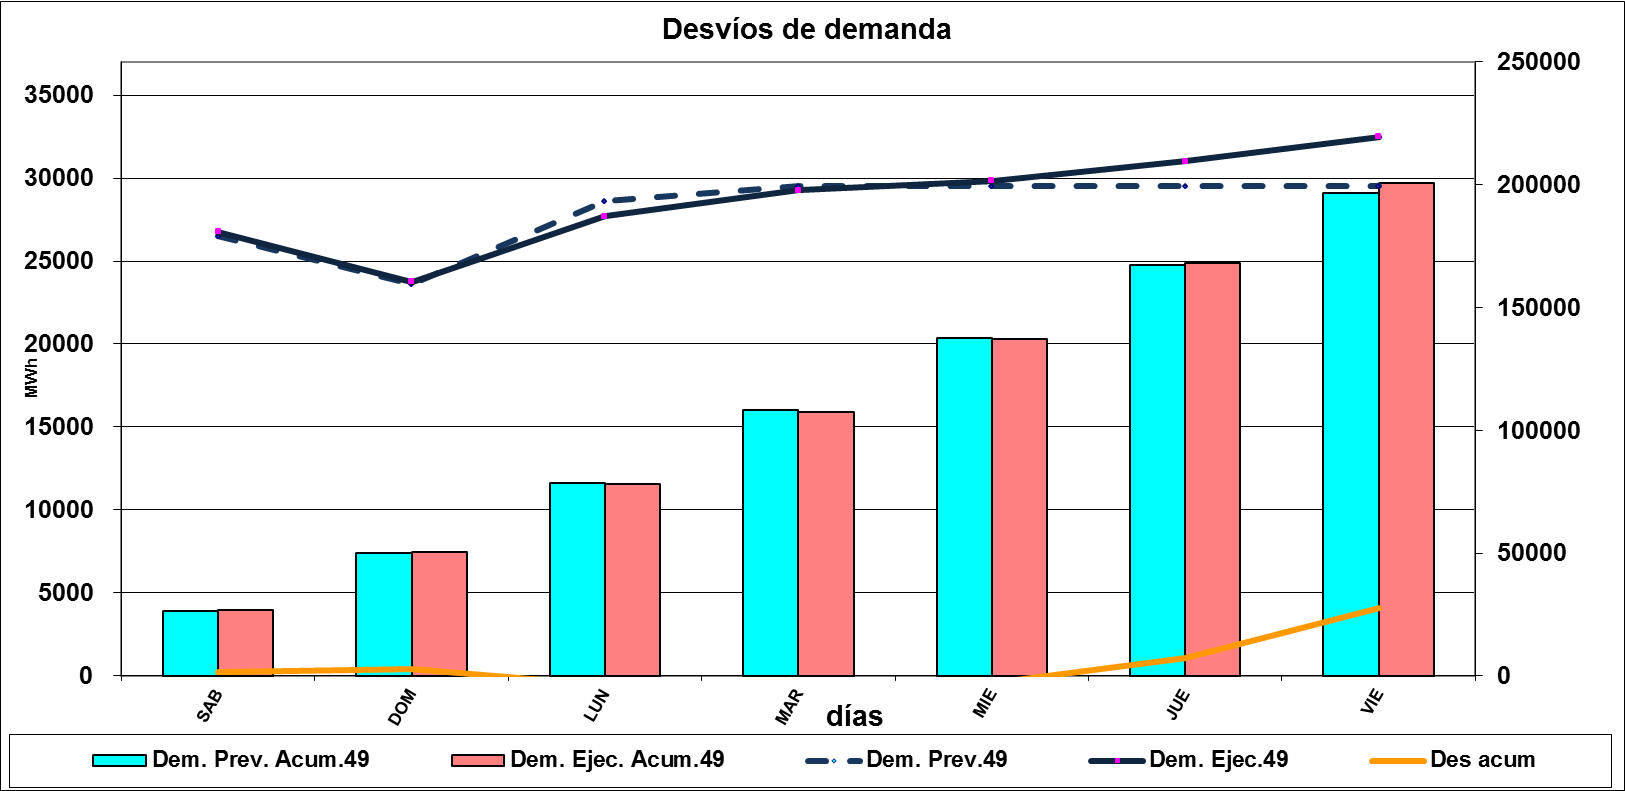 Desvíos de demanda
35000
30000
25000
20000
15000
10000
5000
0
MWh
250000
200000
150000
100000
50000
0
SAB
DOM
LUN
MAR
MIE
JUE
VIE
días
Dem. Prev. Acum.49
Dem. Ejec. Acum.49
Dem. Prev.49
Dem. Ejec.49
Des acum